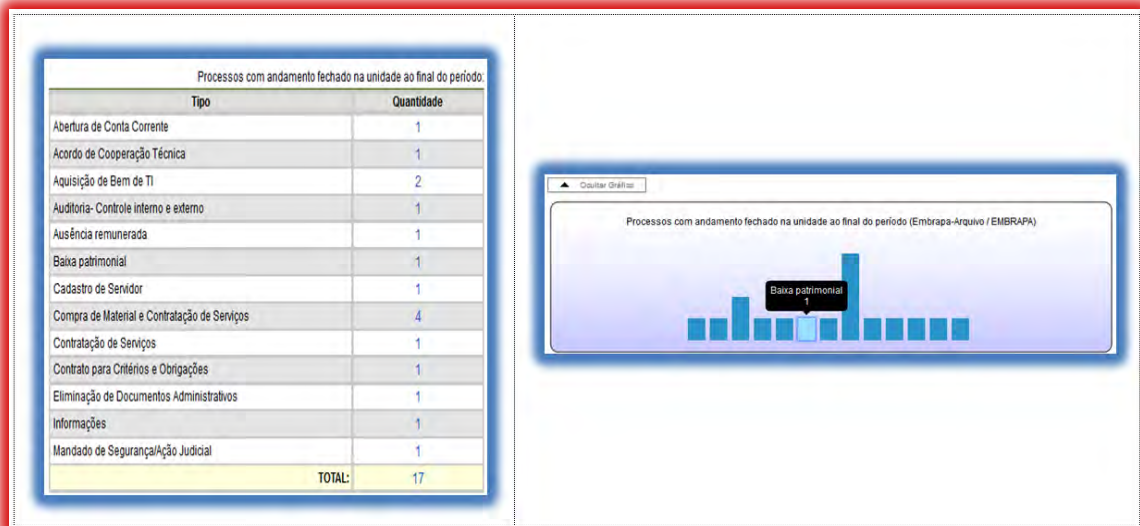 Processos com andamento fechado na unidade ao final do período:
Tipo Quantidade
Abertura de Conta Corrente 1
Acordo de Cooperação Técnica 1
Aquisição de Bem de TI 2
Auditoria- Controle interno e externo 1
Ausência remunerada 1
Baixa patrimonial 1
Cadastro de Servidor 1
Compra de Material e Contratação de Serviços 4
Contratação de Serviços 1
Contrato para Critérios e Obrigações 1
Eliminação de Documentos Administrativos 1
Informações 1
Mandado de Segurança/Ação Judicial 1
TOTAL: 17
Ocultar Gráfico
Processos com andamento fechado na unidade ao final do período (Embrapa-Arquivo / EMBRAPA)
Baixa patrimonial
1